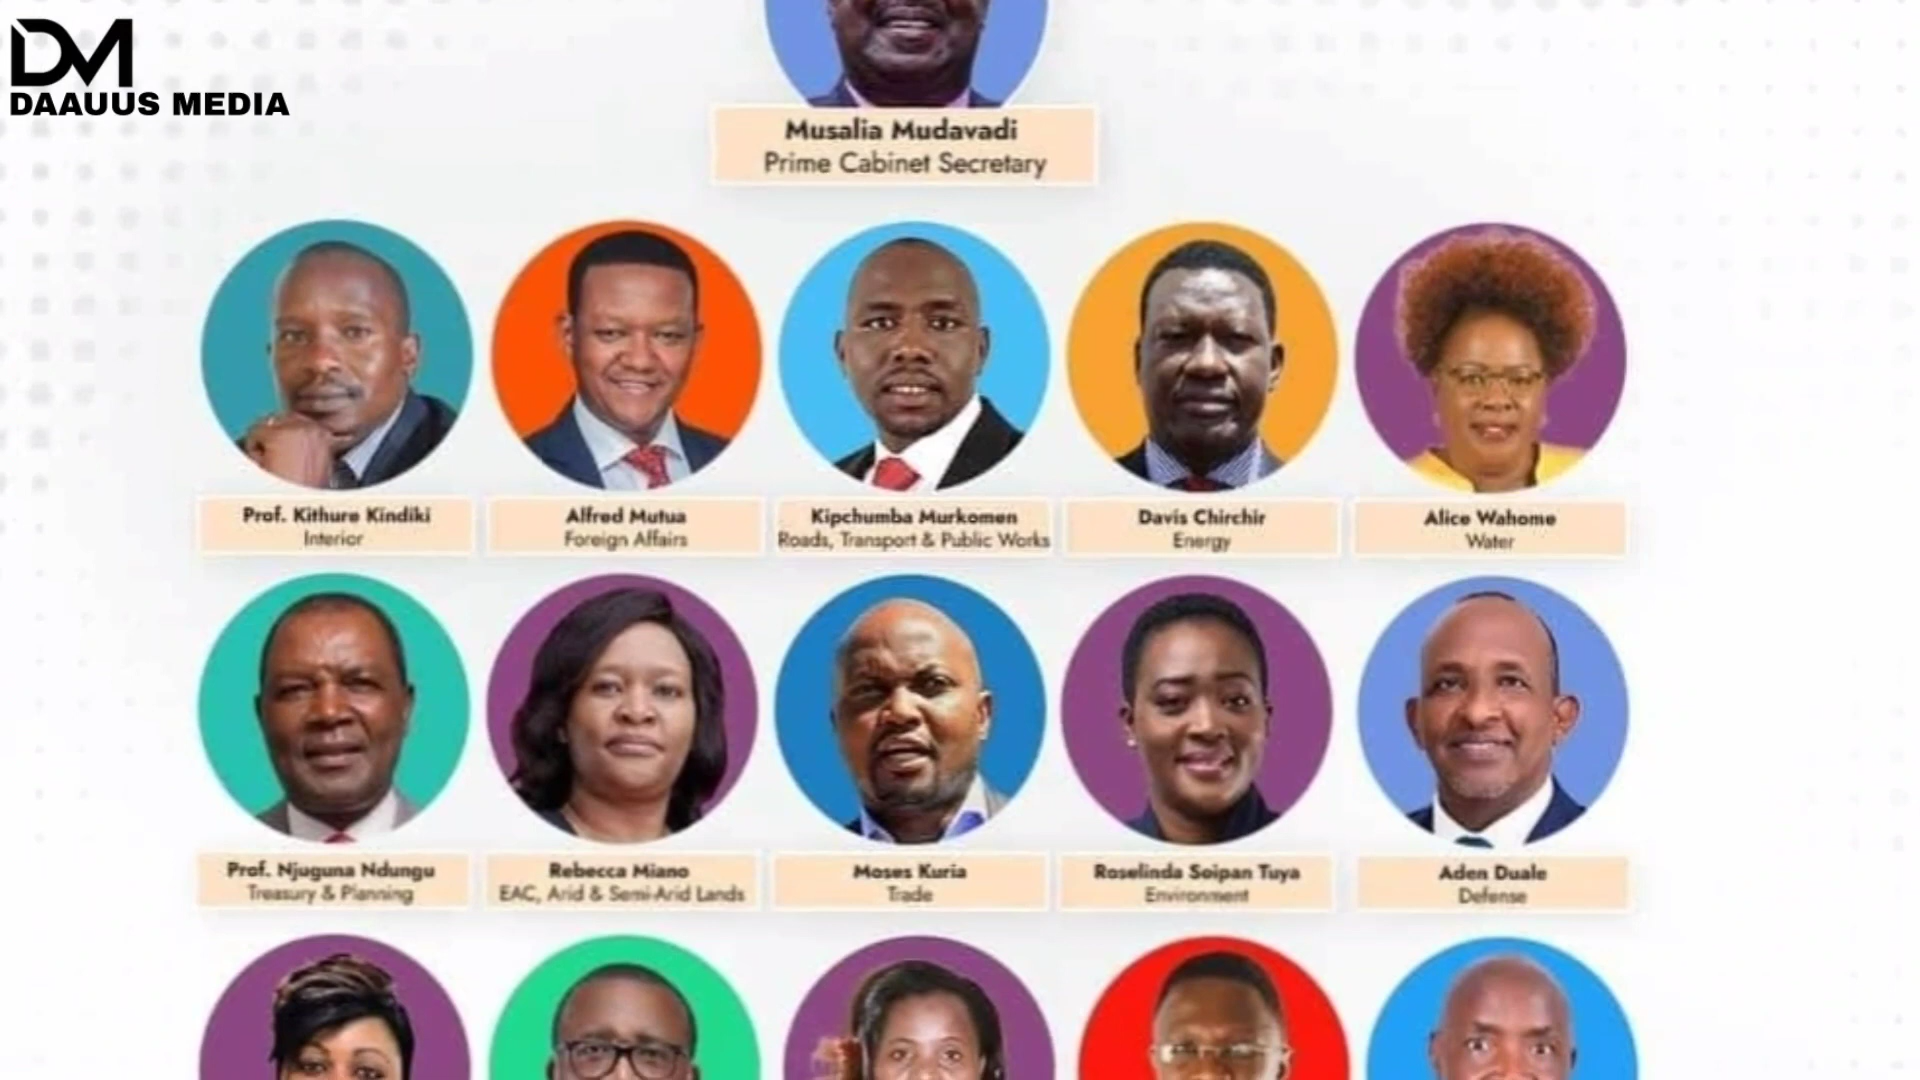 DM
DAAUUS MEDIA
Musalia Mudavadi
Prime Cabinet Secretary
Prof. Kithure Kindiki
Interior
Alfred Mutua
Foreign Affairs
Kipchumba Murkomen
Roads, Transport & Public Works
Davis Chirchir
Energy
Alice Wahome
Water
Prof. Njuguna Ndungu
Treasury & Planning
Rebecca Miano
EAC, Arid & Semi-Arid Lands
Moses Kuria
Trade
Roselinda Soipan Tuya
Environment
Aden Duale
Defense